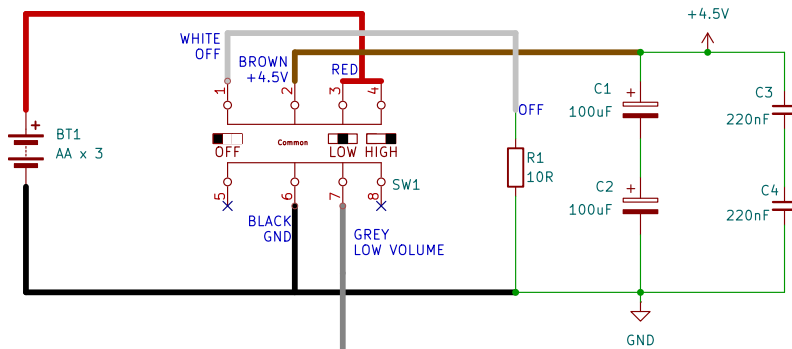 +4.5V
WHITE
OFF
BROWN
+4.5V
RED
1
2
3
4
C1
100uF
C3
220nF
OFF
+
BT1
AA x 3
OFF
Common
LOW
HIGH
R1
10R
SW1
5
6
7
8
C2
100uF
C4
220nF
+
+
BLACK
GND
GREY
LOW VOLUME
GND